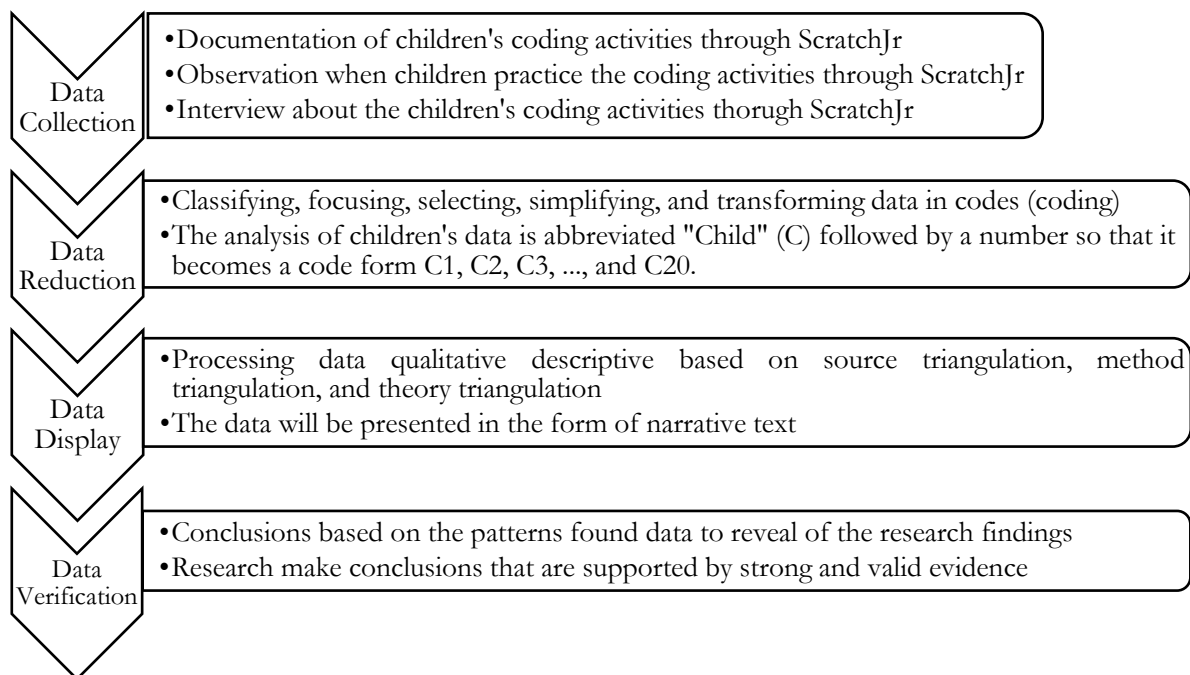 Data
Collection
•Documentation of children's coding activities through ScratchJr
•Observation when children practice the coding activities through ScratchJr
•Interview about the children's coding activities thorugh ScratchJr
Data
Reduction
•Classifying, focusing, selecting, simplifying, and transforming data in codes (coding)
•The analysis of children's data is abbreviated "Child" (C) followed by a number so that it
becomes a code form C1, C2, C3, ..., and C20.
Data
Display
•Processing data qualitative descriptive based on source triangulation, method
triangulation, and theory triangulation
•The data will be presented in the form of narrative text
Data
Verification
•Conclusions based on the patterns found data to reveal of the research findings
•Research make conclusions that are supported by strong and valid evidence